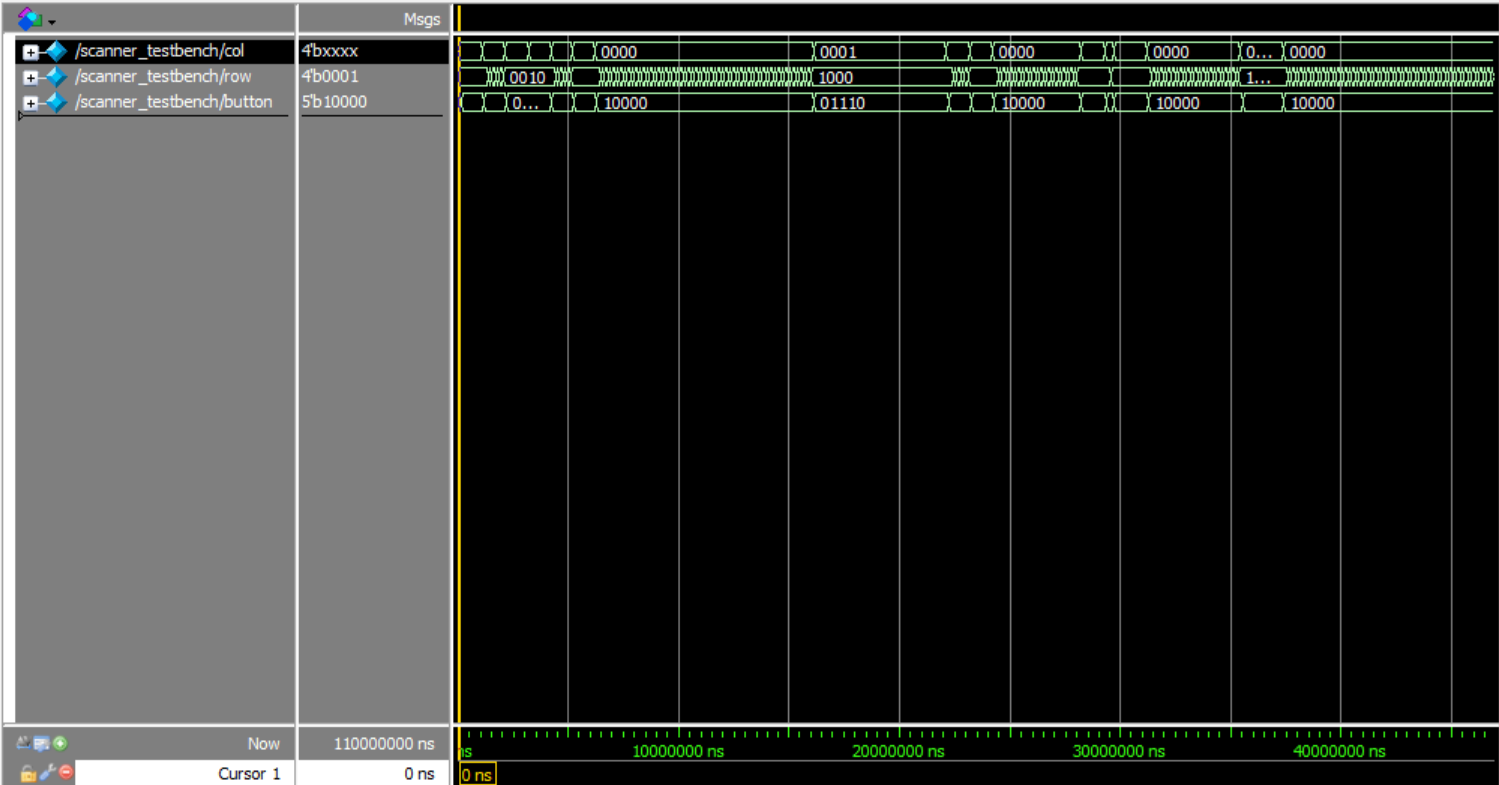 Msgs
/scanner_testbench/col 4'bxxxx 0000 0001 0000 0000 0... 0000
/scanner_testbench/row 4'b0001 0010 1000 1...
/scanner_testbench/button 5'b10000 0... 10000 01110 10000 10000 10000
Now 110000000 ns ns 10000000 ns 20000000 ns 30000000 ns 40000000 ns
Cursor 1 0 ns 0 ns